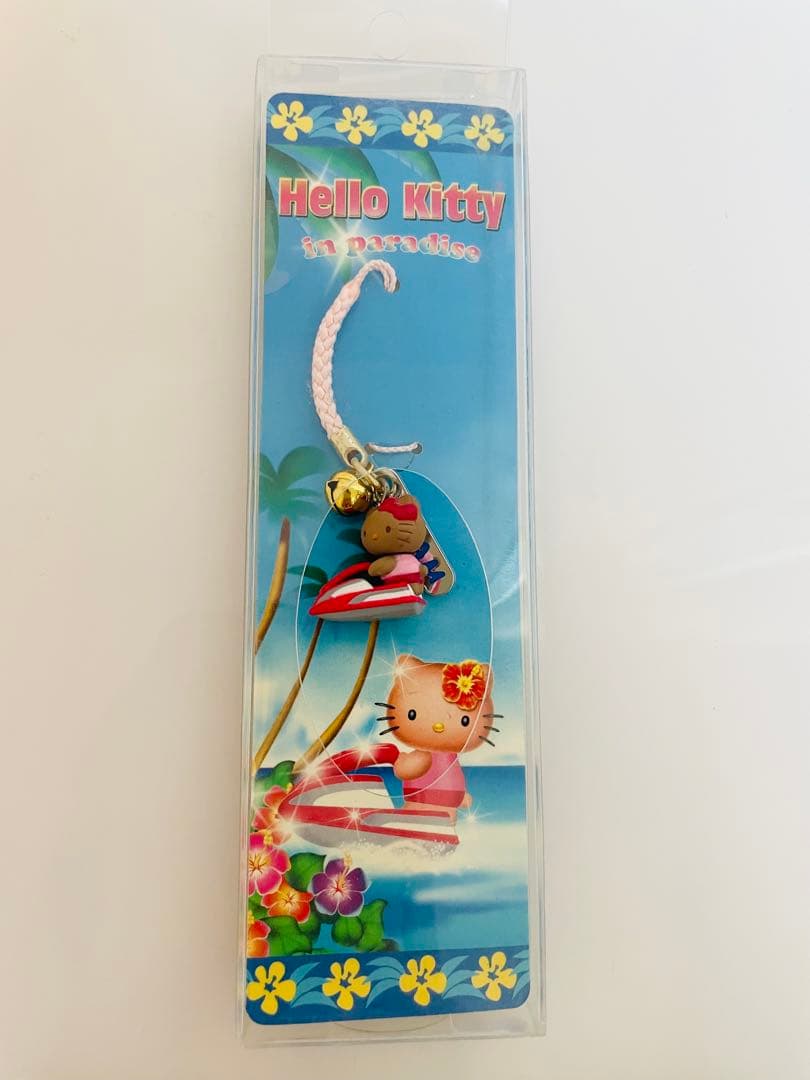 Hello Kitty
in paradise